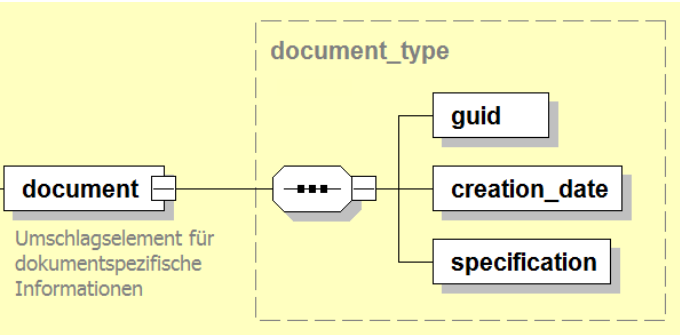 document_type
guid
document
creation_date
specification
Umschlagselement für
dokumentspezifische
Informationen